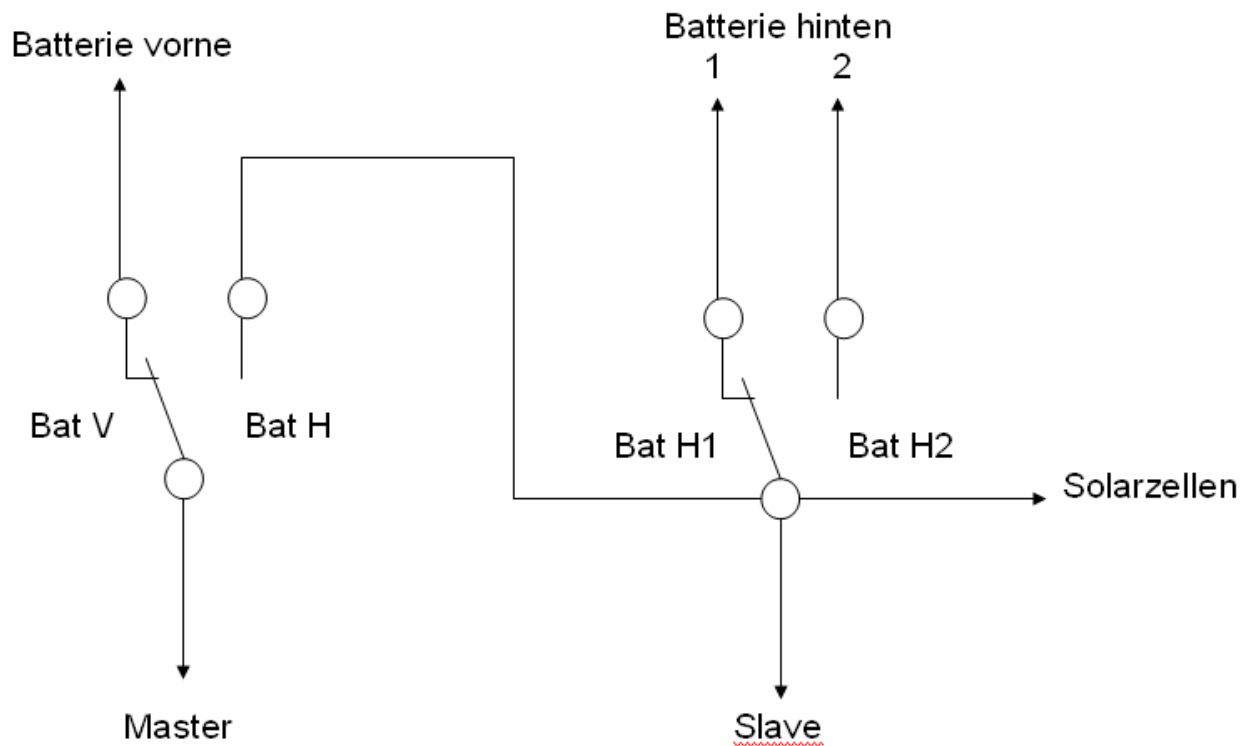 Batterie vorne
Batterie hinten
1 2
Bat V
Bat H
Bat H1
Bat H2
Solarzellen
Master
Slave